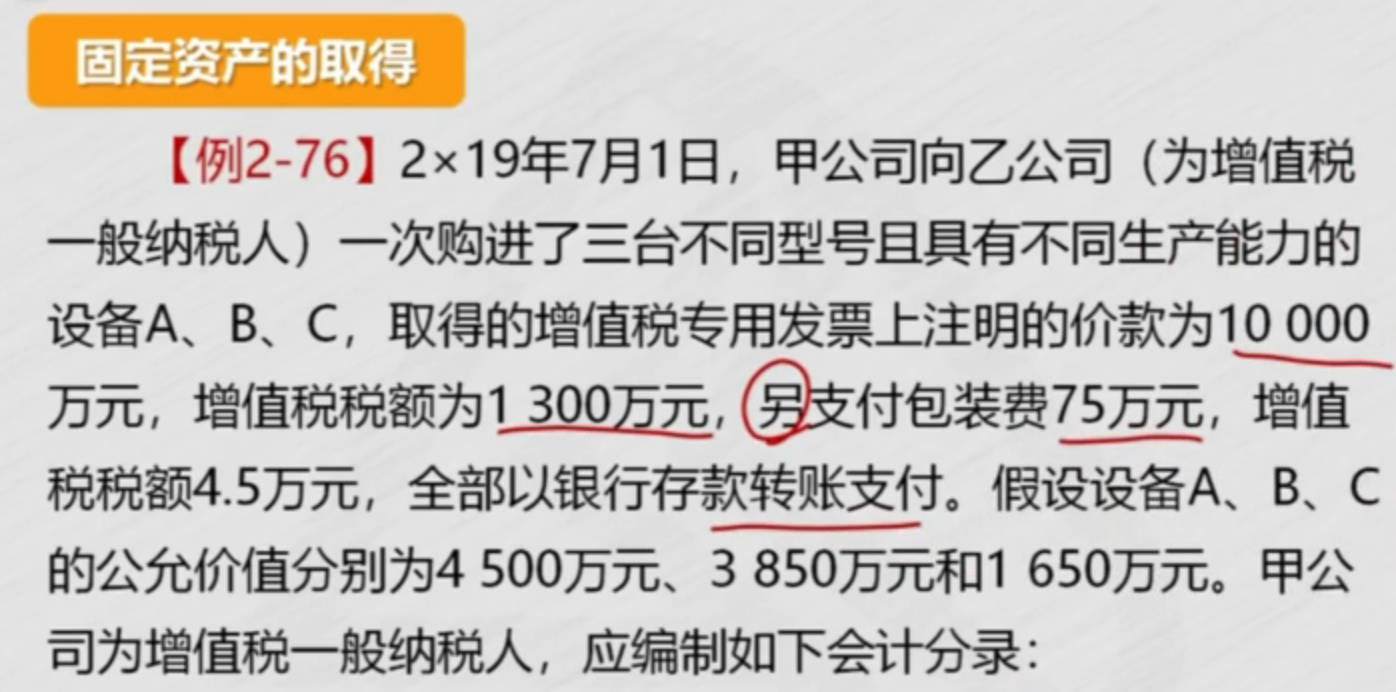 固定资产的取得
【例2-76】2×19年7月1日，甲公司向乙公司（为增值税
一般纳税人）一次购进了三台不同型号且具有不同生产能力的
设备A、B、C，取得的增值税专用发票上注明的价款为10 000
万元，增值税税额为1 300万元，另支付包装费75万元，增值
税税额4.5万元，全部以银行存款转账支付。假设设备A、B、C
的公允价值分别为4 500万元、3 850万元和1 650万元。甲公
司为增值税一般纳税人，应编制如下会计分录：